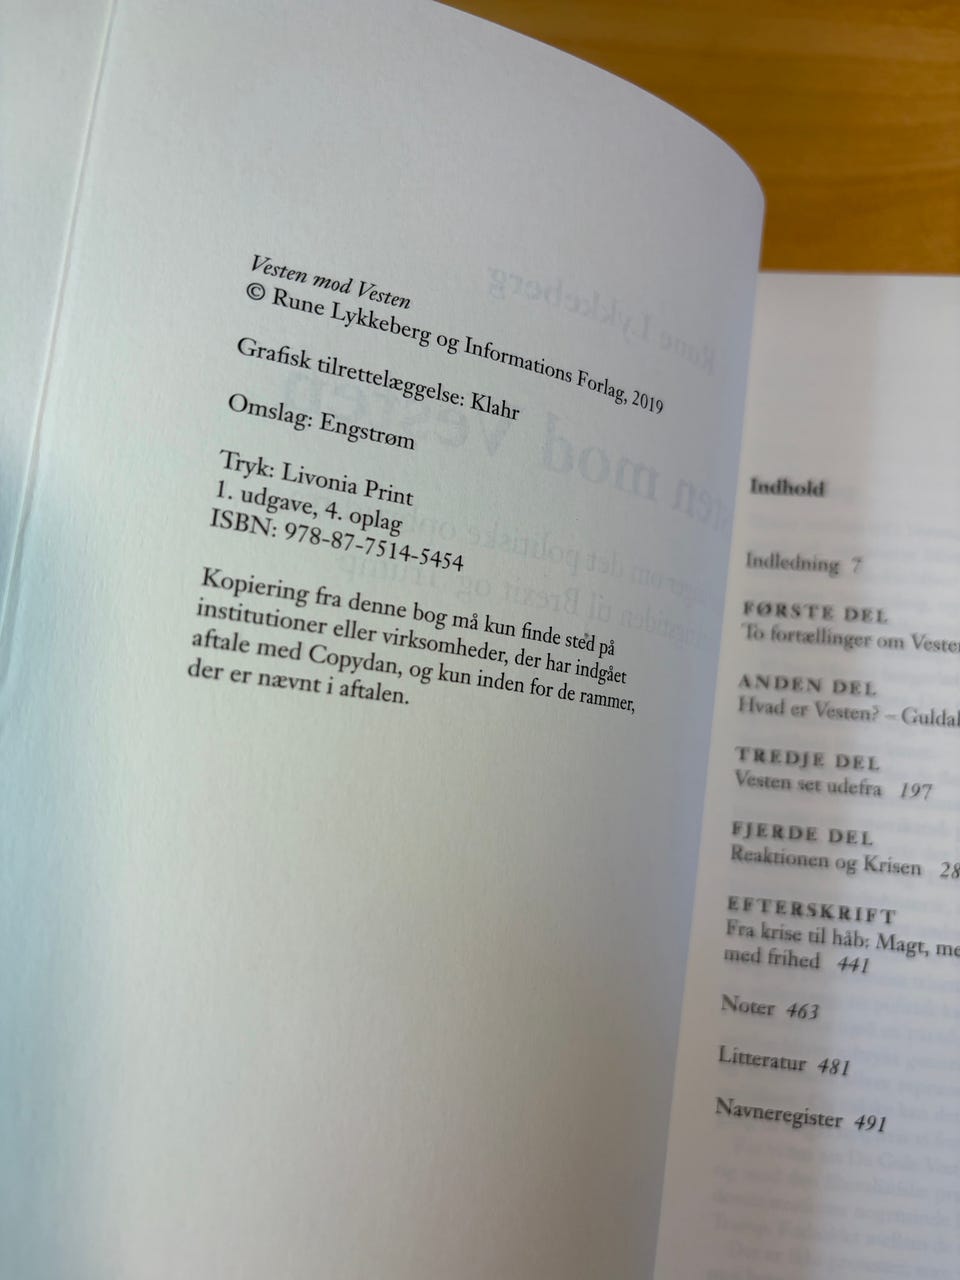 Vesten mod Vesten
© Rune Lykkeberg og Informations Forlag, 2019
Grafisk tilrettelæggelse: Klahr
Omslag: Engstrøm
Tryk: Livonia Print
1. udgave, 4. oplag
ISBN: 978-87-7514-5454
Kopiering fra denne bog må kun finde sted på
institutioner eller virksomheder, der har indgået
aftale med Copydan, og kun inden for de rammer,
der er nævnt i aftalen.
Indhold
Indledning 7
FØRSTE DEL
To fortællinger om
ANDEN DEL
Hvad er Vesten? –
TREDJE DEL
Vesten set udefra 197
FJERDE DEL
Reaktionen og Krisen
EFTERSKRIFT
Fra krise til håb: Magt,
med frihed 441
Noter 463
Litteratur 481
Navneregister 491